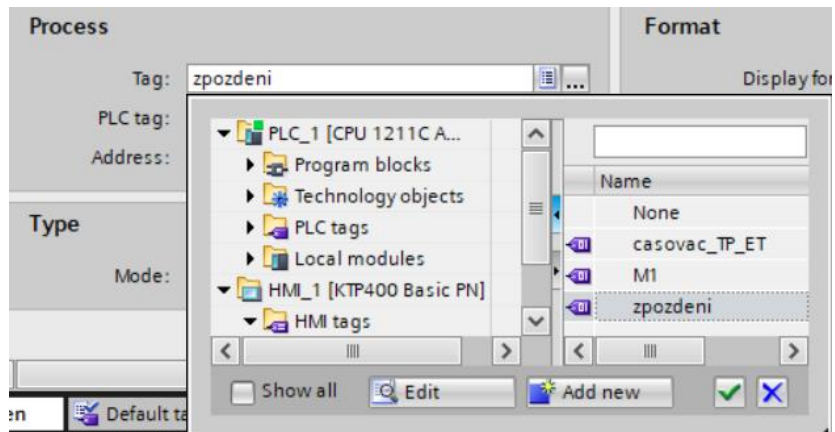 Process
Format
Tag: zpozdeni ...
Display for
PLC tag:
Address:
PLC_1 [CPU 1211C A...
Program blocks
Technology objects
PLC tags
Local modules
HMI_1 [KTP400 Basic PN]
HMI tags
Name
None
casovac_TP_ET
M1
zpozdeni
Type
Mode:
Show all
Edit
Add new
en
Default ta